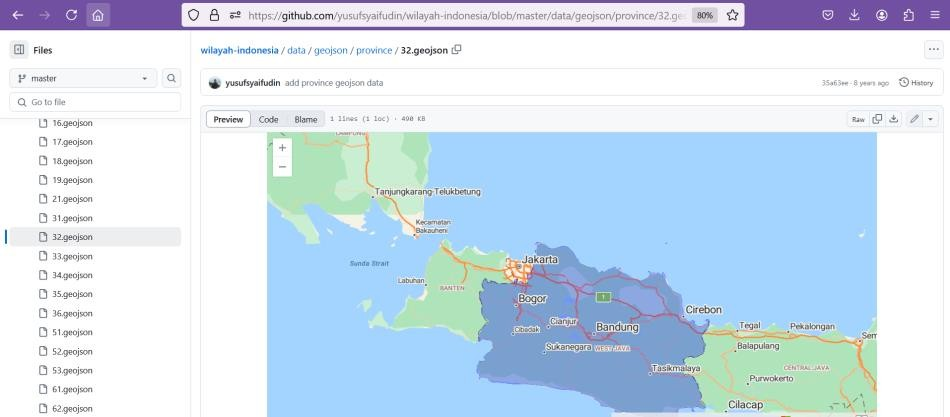 https://github.com/yusufsyaifudin/wilayah-indonesia/blob/master/data/geojson/province/32.ge
80%
Files
wilayah-indonesia / data / geojson / province / 32.geojson
master
yusufsyaifudin add province geojson data
35a63ee · 8 years ago
History
Go to file
Preview
Code
Blame
1 lines (1 loc) · 490 KB
Raw
16.geojson
17.geojson
18.geojson
19.geojson
21.geojson
31.geojson
32.geojson
33.geojson
34.geojson
35.geojson
36.geojson
51.geojson
52.geojson
53.geojson
61.geojson
62.geojson
+
−
LAMPUNG
Tanjungkarang-Telukbetung
Kecamatan
Bakauheni
Sunda Strait
Jakarta
Labuhan
BANTEN
Bogor
1
Cirebon
Cibadak
Cianjur
Bandung
Tegal
Pekalongan
Sem
Sukanegara
WEST JAVA
Balapulang
Tasikmalaya
CENTRAL JAVA
Purwokerto
Cilacap